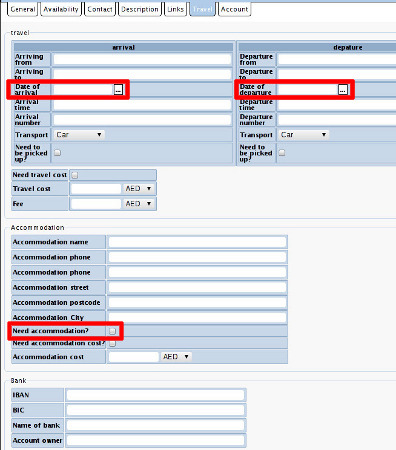 General Availability Contact Description Links Travel Account
travel
arrival depature
Arriving from Departure from
Arriving to Departure to
Date of arrival ... Date of departure ...
Arrival time Departure time
Arrival number Departure number
Transport Car Transport Car
Need to be picked up? Need to be picked up?
Need travel cost
Travel cost AED
Fee AED
Accommodation
Accommodation name
Accommodation phone
Accommodation phone
Accommodation street
Accommodation postcode
Accommodation City
Need accommodation?
Need accommodation cost?
Accommodation cost AED
Bank
IBAN
BIC
Name of bank
Account owner